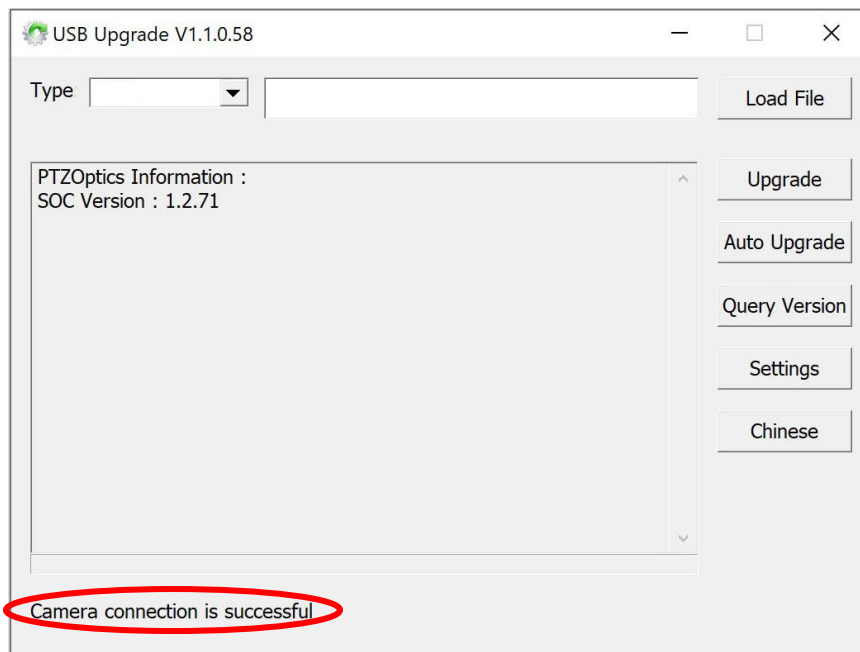 USB Upgrade V1.1.0.58
Type
Load File
PTZOptics Information :
SOC Version : 1.2.71
Upgrade
Auto Upgrade
Query Version
Settings
Chinese
Camera connection is successful